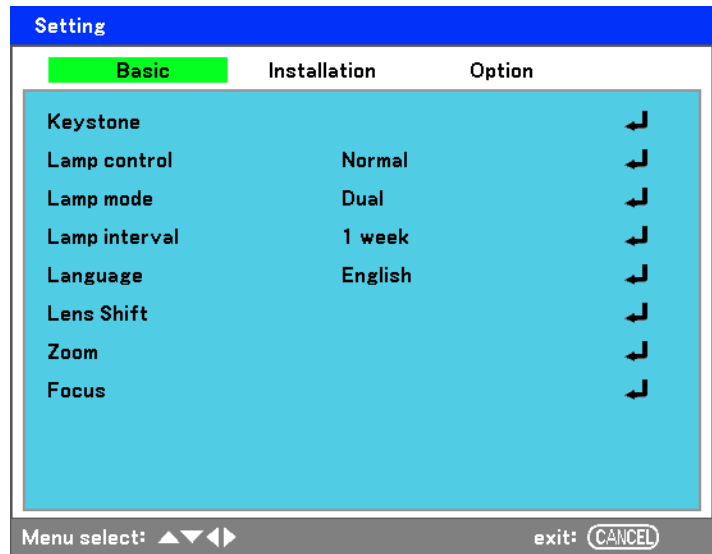 Setting
Basic Installation Option
Keystone
Lamp control Normal
Lamp mode Dual
Lamp interval 1 week
Language English
Lens Shift
Zoom
Focus
Menu select: ▲▼◀▶ exit: CANCEL